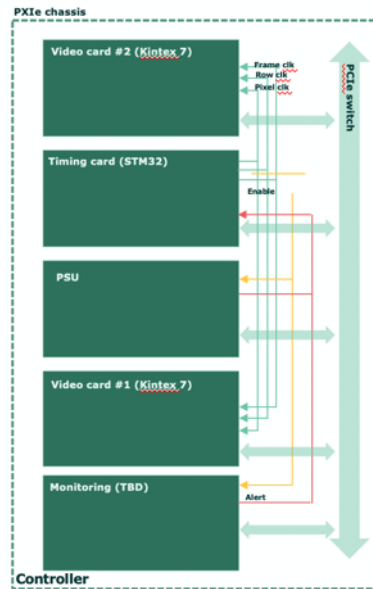 PXIe chassis
Video card #2 (Kintex 7)
Frame clk
Row clk
Pixel clk
PCIe switch
Timing card (STM32)
Enable
PSU
Video card #1 (Kintex 7)
Monitoring (TBD)
Alert
Controller